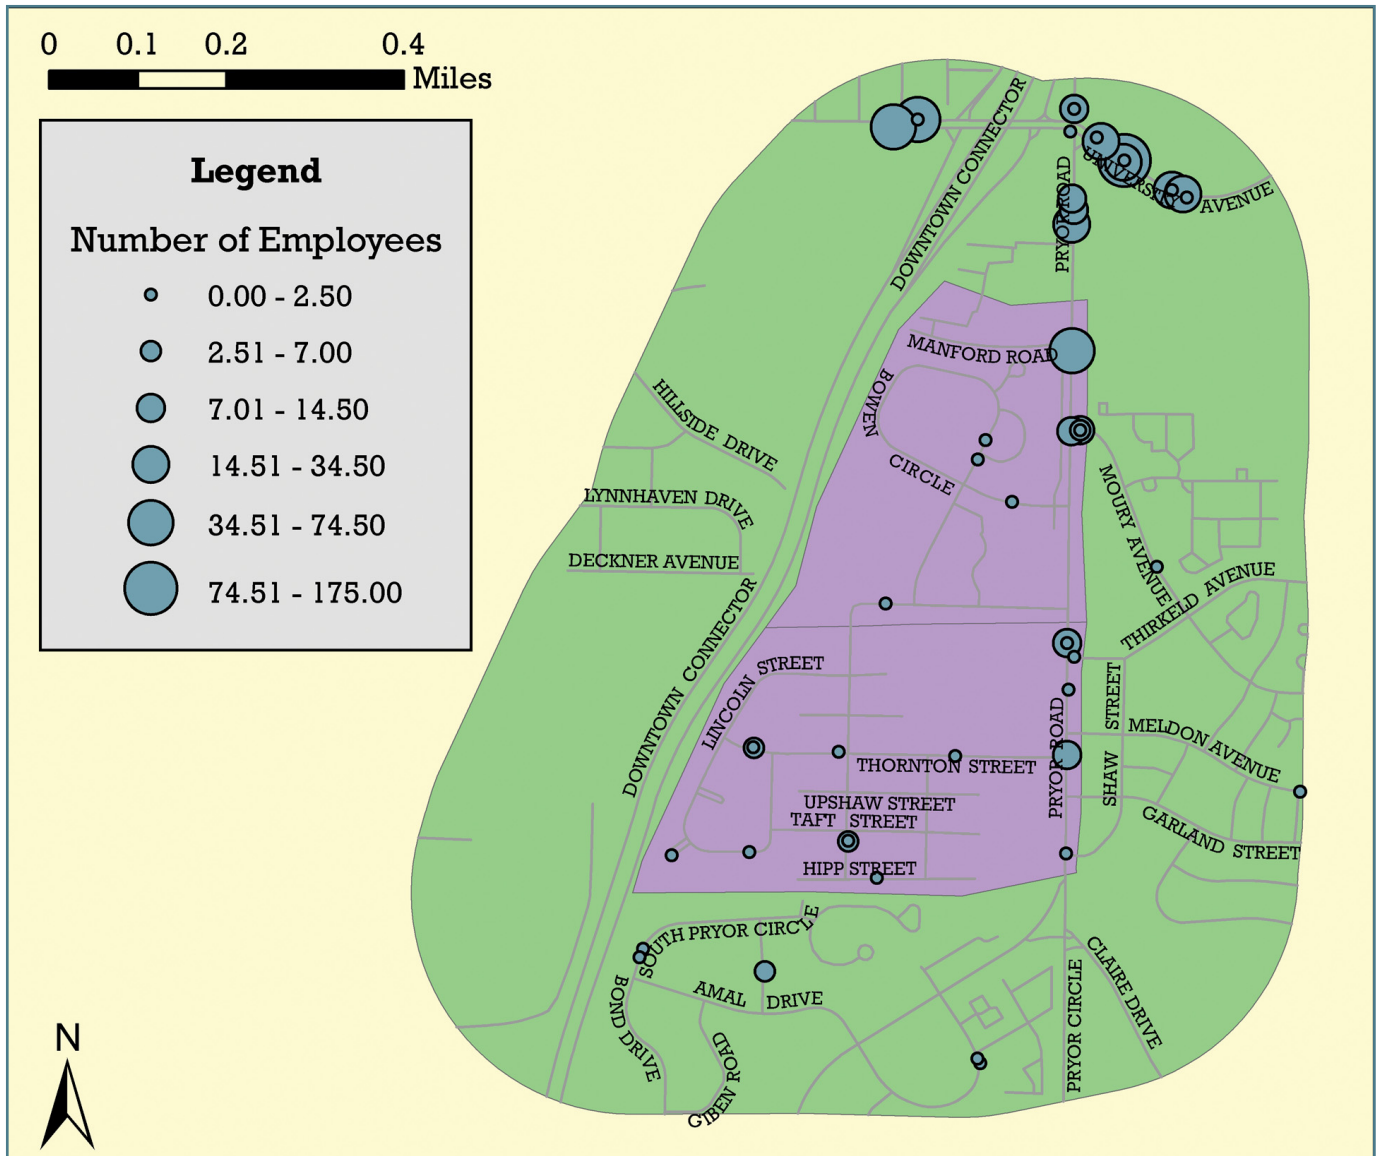 0 0.1 0.2 0.4
Miles
Legend
Number of Employees
0.00 - 2.50
2.51 - 7.00
7.01 - 14.50
14.51 - 34.50
34.51 - 74.50
74.51 - 175.00
N
DOWNTOWN CONNECTOR
UNIVERSITY AVENUE
PRYOR ROAD
MANFORD ROAD
BOWEN
CIRCLE
HILLSIDE DRIVE
LYNNHAVEN DRIVE
DECKNER AVENUE
MOURY AVENUE
THIRKELD AVENUE
DOWNTOWN CONNECTOR
LINCOLN STREET
SHAW STREET
PRYOR ROAD
MELDON AVENUE
THORNTON STREET
UPSHAW STREET
TAFT STREET
GARLAND STREET
HIPP STREET
SOUTH PRYOR CIRCLE
AMAL DRIVE
BOND DRIVE
GIBEN ROAD
PRYOR CIRCLE
CLAIRE DRIVE